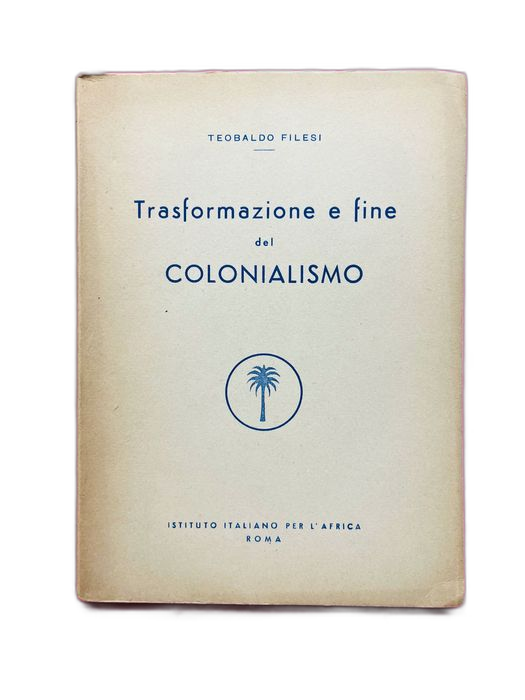 TEOBALDO FILESI
Trasformazione e fine
del
COLONIALISMO
ISTITUTO ITALIANO PER L'AFRICA
ROMA